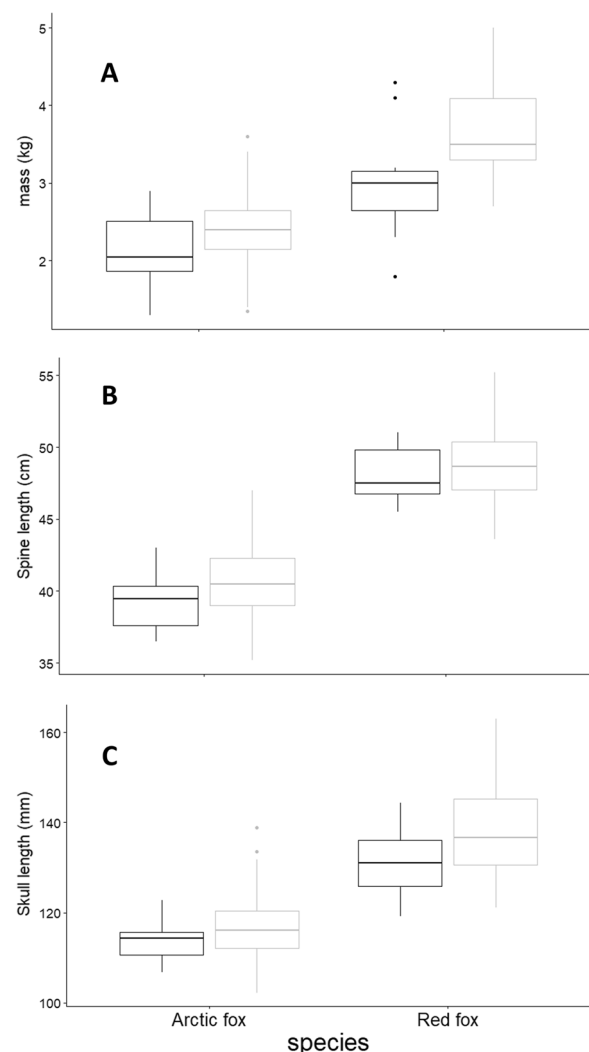 A
mass (kg)
5
4
3
2
B
Spine length (cm)
55
50
45
40
35
C
Skull length (mm)
160
140
120
100
Arctic fox Red fox
species